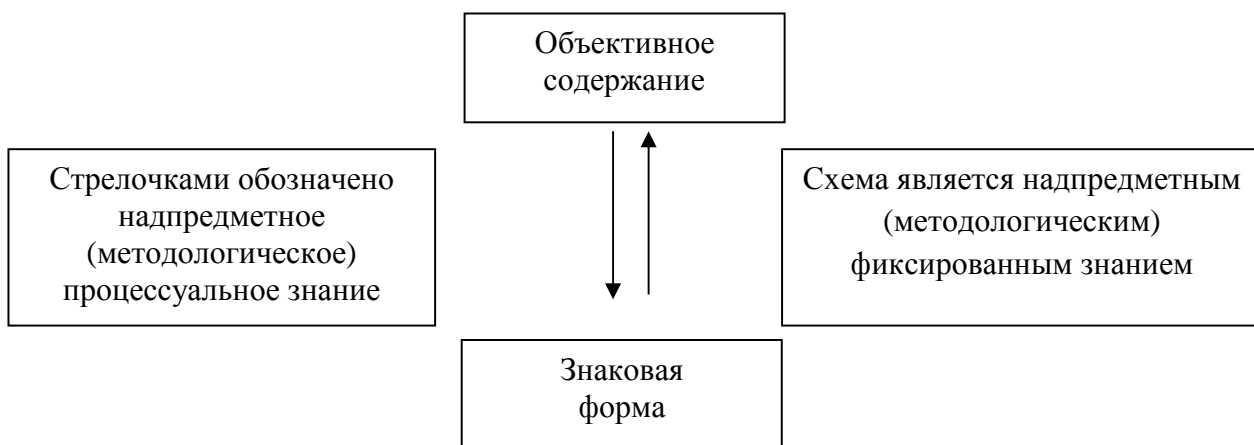 Объективное
содержание
Стрелочками обозначено
надпредметное
(методологическое)
процессуальное знание
Схема является надпредметным
(методологическим)
фиксированным знанием
Знаковая
форма